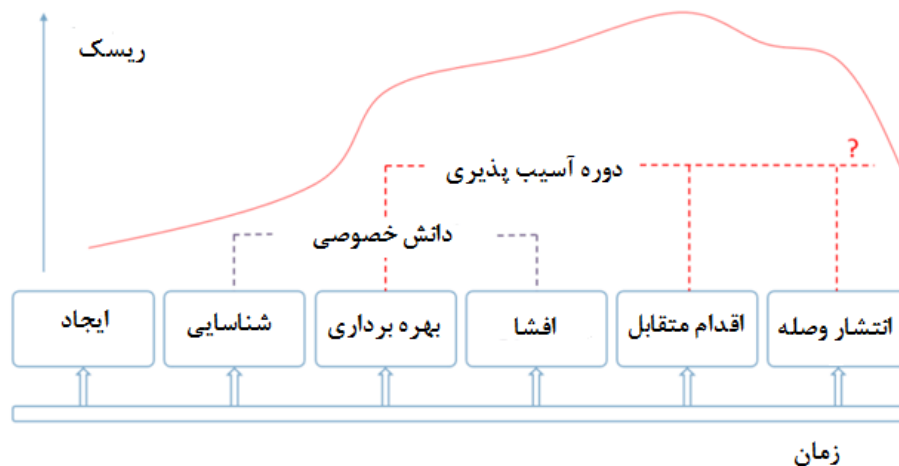 ریسک
?
دوره آسیب پذیری
دانش خصوصی
ایجاد
شناسایی
بهره برداری
افشا
اقدام متقابل
انتشار وصله
زمان